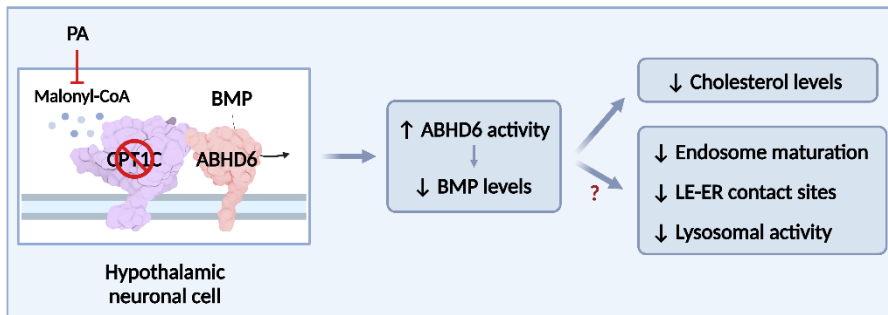 PA
Malonyl-CoA
BMP
CPT1C
ABHD6
Hypothalamic
neuronal cell
↑ ABHD6 activity
↓ BMP levels
?
↓ Cholesterol levels
↓ Endosome maturation
↓ LE-ER contact sites
↓ Lysosomal activity